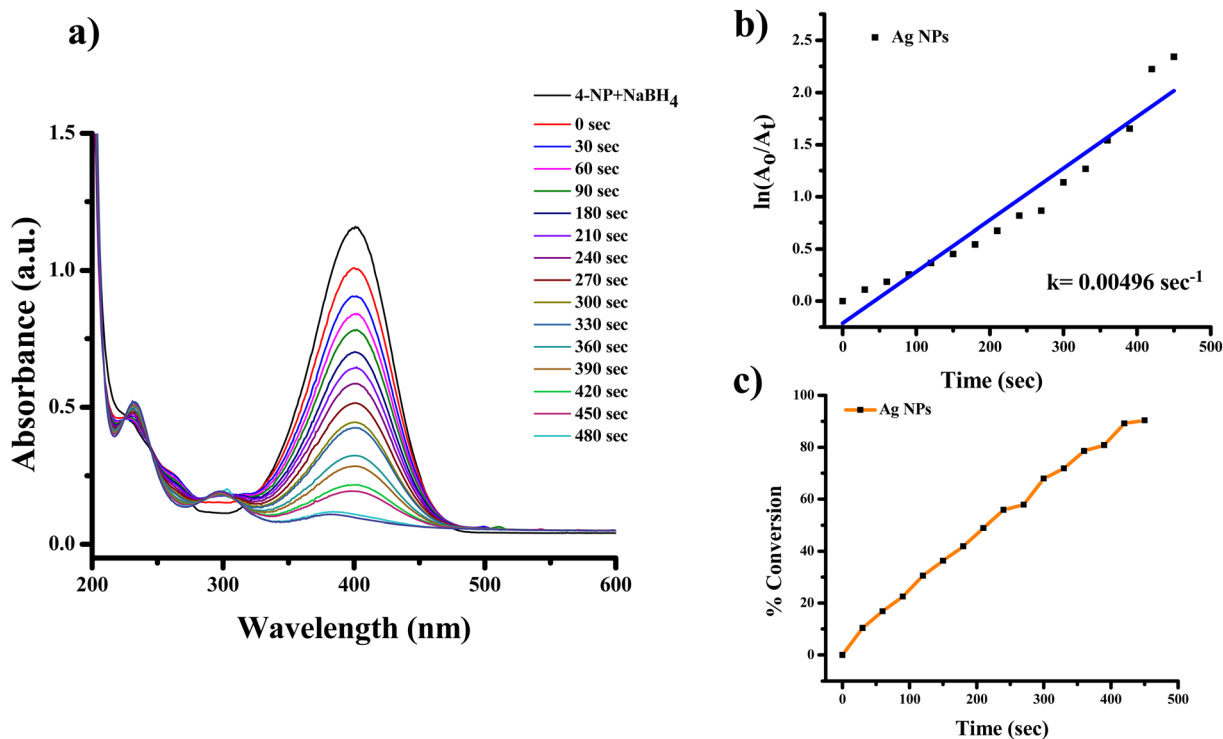 a)
Absorbance (a.u.)
1.5
1.0
0.5
0.0
200
300
400
500
600
Wavelength (nm)
4-NP+NaBH4
0 sec
30 sec
60 sec
90 sec
180 sec
210 sec
240 sec
270 sec
300 sec
330 sec
360 sec
390 sec
420 sec
450 sec
480 sec
b)
Ag NPs
ln(Ao/At)
2.5
2.0
1.5
1.0
0.5
0.0
k= 0.00496 sec-1
0
100
200
300
400
500
Time (sec)
c)
Ag NPs
% Conversion
100
80
60
40
20
0
0
100
200
300
400
500
Time (sec)